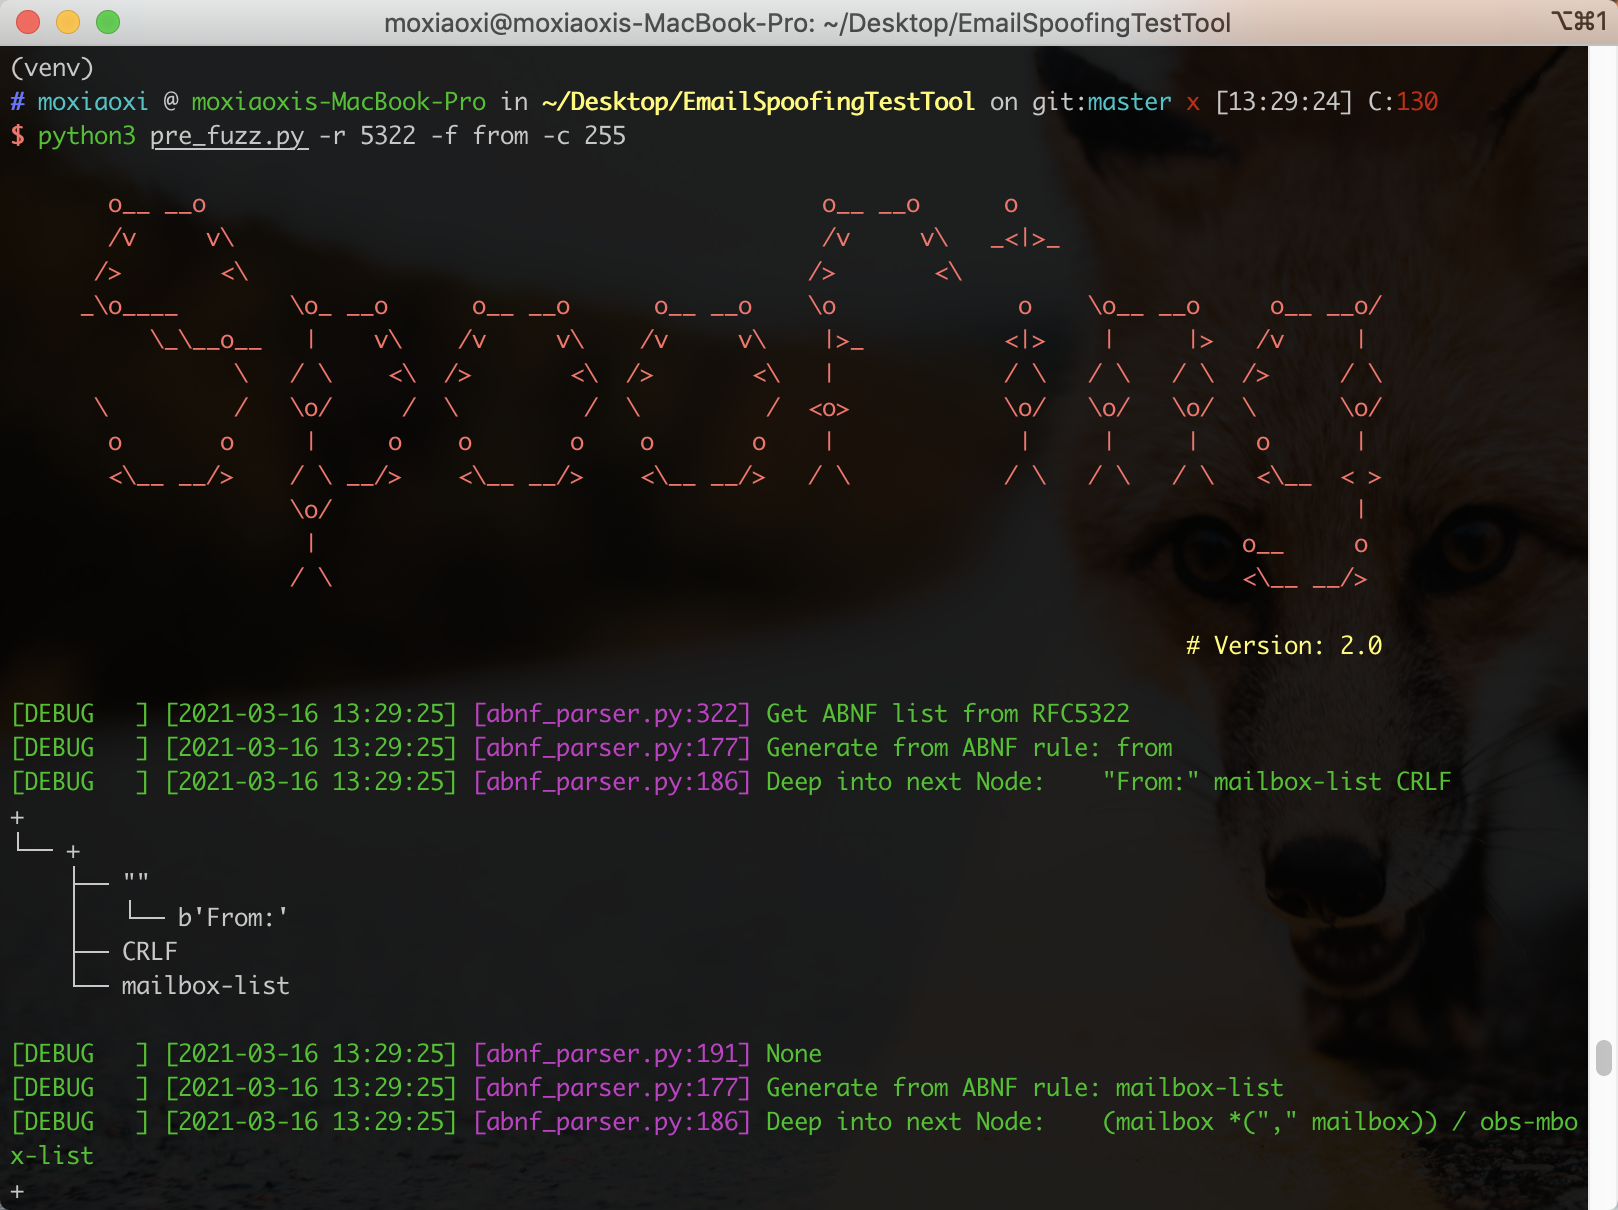 moxiaoxi@moxiaoxis-MacBook-Pro: ~/Desktop/EmailSpoofingTestTool ⌥⌘1
(venv)
# moxiaoxi @ moxiaoxis-MacBook-Pro in ~/Desktop/EmailSpoofingTestTool on git:master x [13:29:24] C:130
$ python3 pre_fuzz.py -r 5322 -f from -c 255
       o__ __o                                            o__ __o      o
       /v     v\                                          /v     v\   _<|>_
      />       <\                                        />       <\
     _\o____        \o_ __o      o__ __o      o__ __o    \o             o    \o__ __o     o__ __o/
          \_\__o__   |    v\    /v     v\    /v     v\    |>_          <|>    |     |>   /v     |
                \   / \    <\  />       <\  />       <\   |            / \   / \   / \  />     / \
      \         /   \o/     /  \         /  \         /  <o>           \o/   \o/   \o/  \      \o/
       o       o     |     o    o       o    o       o    |             |     |     |    o      |
       <\__ __/>    / \ __/>    <\__ __/>    <\__ __/>   / \           / \   / \   / \   <\__  < >
                    \o/                                                                         |
                     |                                                                  o__     o
                    / \                                                                 <\__ __/>
# Version: 2.0
[DEBUG   ] [2021-03-16 13:29:25] [abnf_parser.py:322] Get ABNF list from RFC5322
[DEBUG   ] [2021-03-16 13:29:25] [abnf_parser.py:177] Generate from ABNF rule: from
[DEBUG   ] [2021-03-16 13:29:25] [abnf_parser.py:186] Deep into next Node:    "From:" mailbox-list CRLF
+
└── +
    ├── ""
    │   └── b'From:'
    ├── CRLF
    └── mailbox-list
[DEBUG   ] [2021-03-16 13:29:25] [abnf_parser.py:191] None
[DEBUG   ] [2021-03-16 13:29:25] [abnf_parser.py:177] Generate from ABNF rule: mailbox-list
[DEBUG   ] [2021-03-16 13:29:25] [abnf_parser.py:186] Deep into next Node:    (mailbox *("," mailbox)) / obs-mbo
x-list
+